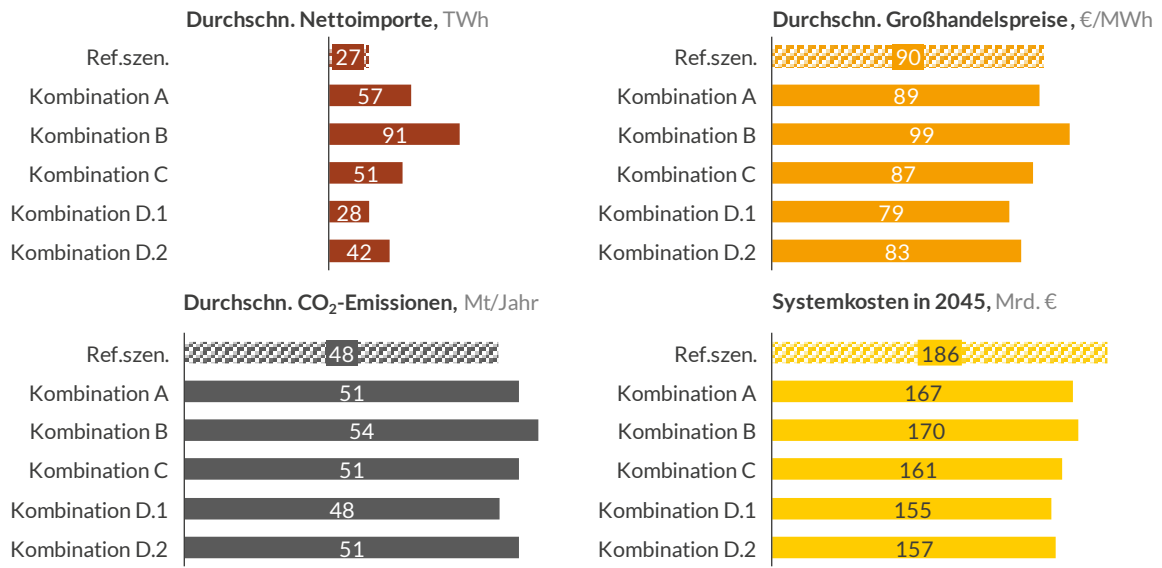 Durchschn. Nettoimporte, TWh
Ref.szen. 27
Kombination A 57
Kombination B 91
Kombination C 51
Kombination D.1 28
Kombination D.2 42
Durchschn. Großhandelspreise, €/MWh
Ref.szen. 90
Kombination A 89
Kombination B 99
Kombination C 87
Kombination D.1 79
Kombination D.2 83
Durchschn. CO₂-Emissionen, Mt/Jahr
Ref.szen. 48
Kombination A 51
Kombination B 54
Kombination C 51
Kombination D.1 48
Kombination D.2 51
Systemkosten in 2045, Mrd. €
Ref.szen. 186
Kombination A 167
Kombination B 170
Kombination C 161
Kombination D.1 155
Kombination D.2 157